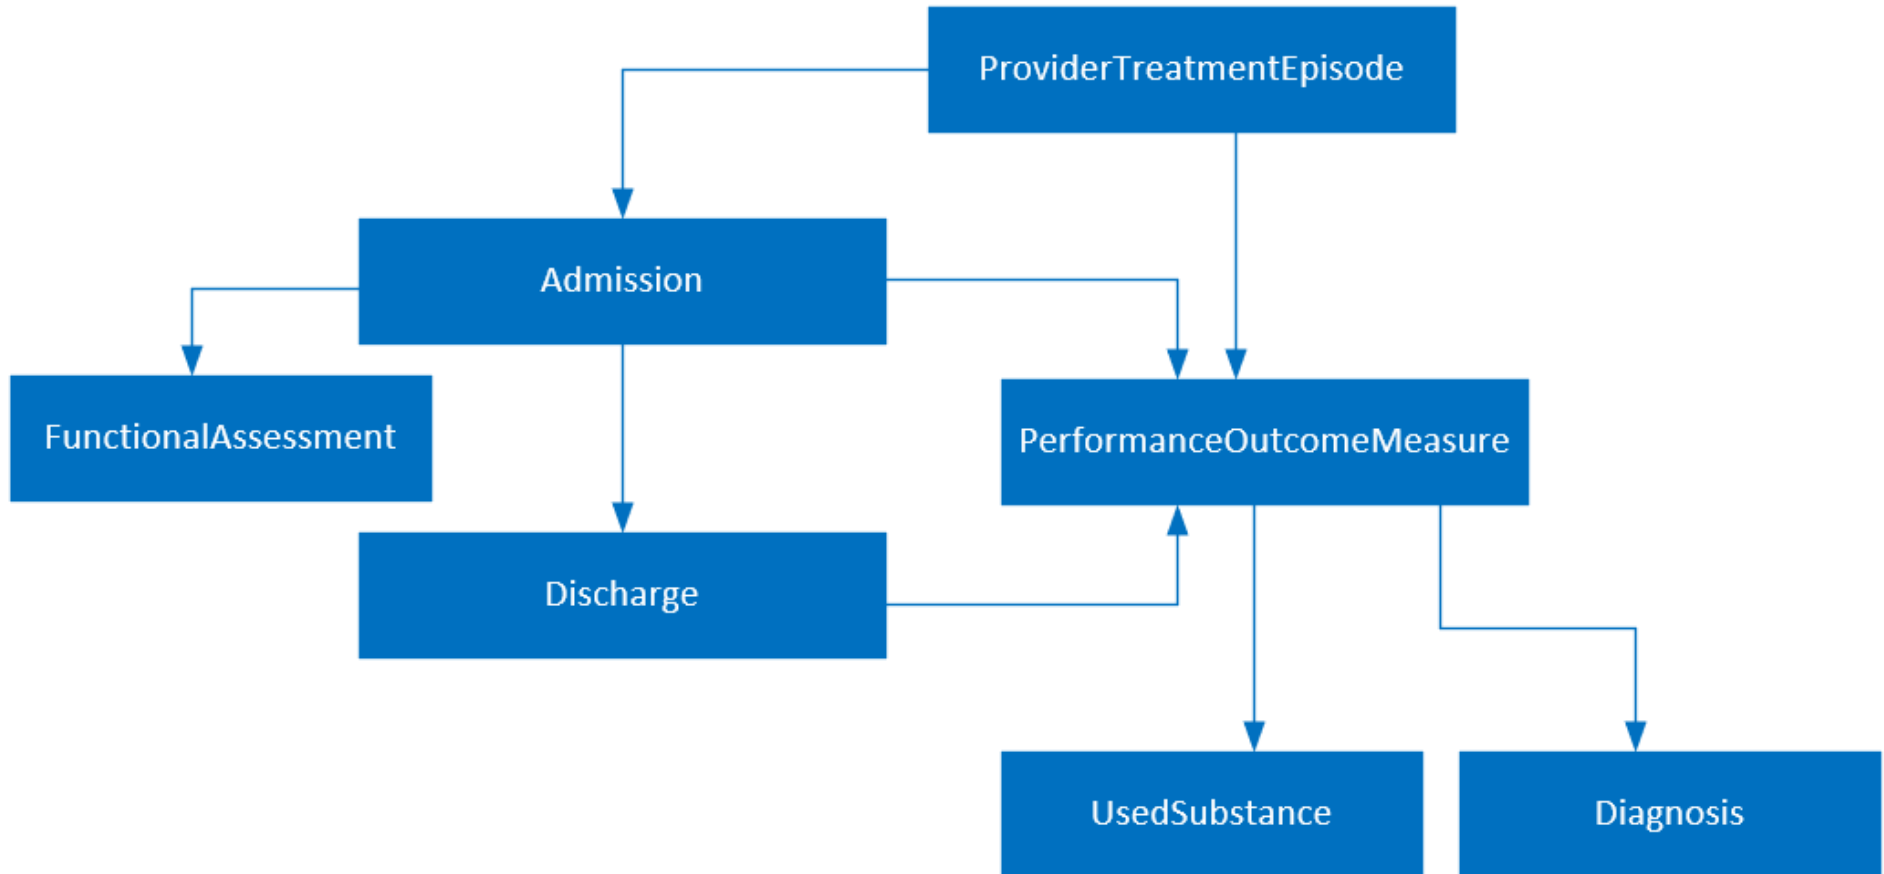 ProviderTreatmentEpisode
Admission
FunctionalAssessment
PerformanceOutcomeMeasure
Discharge
UsedSubstance
Diagnosis